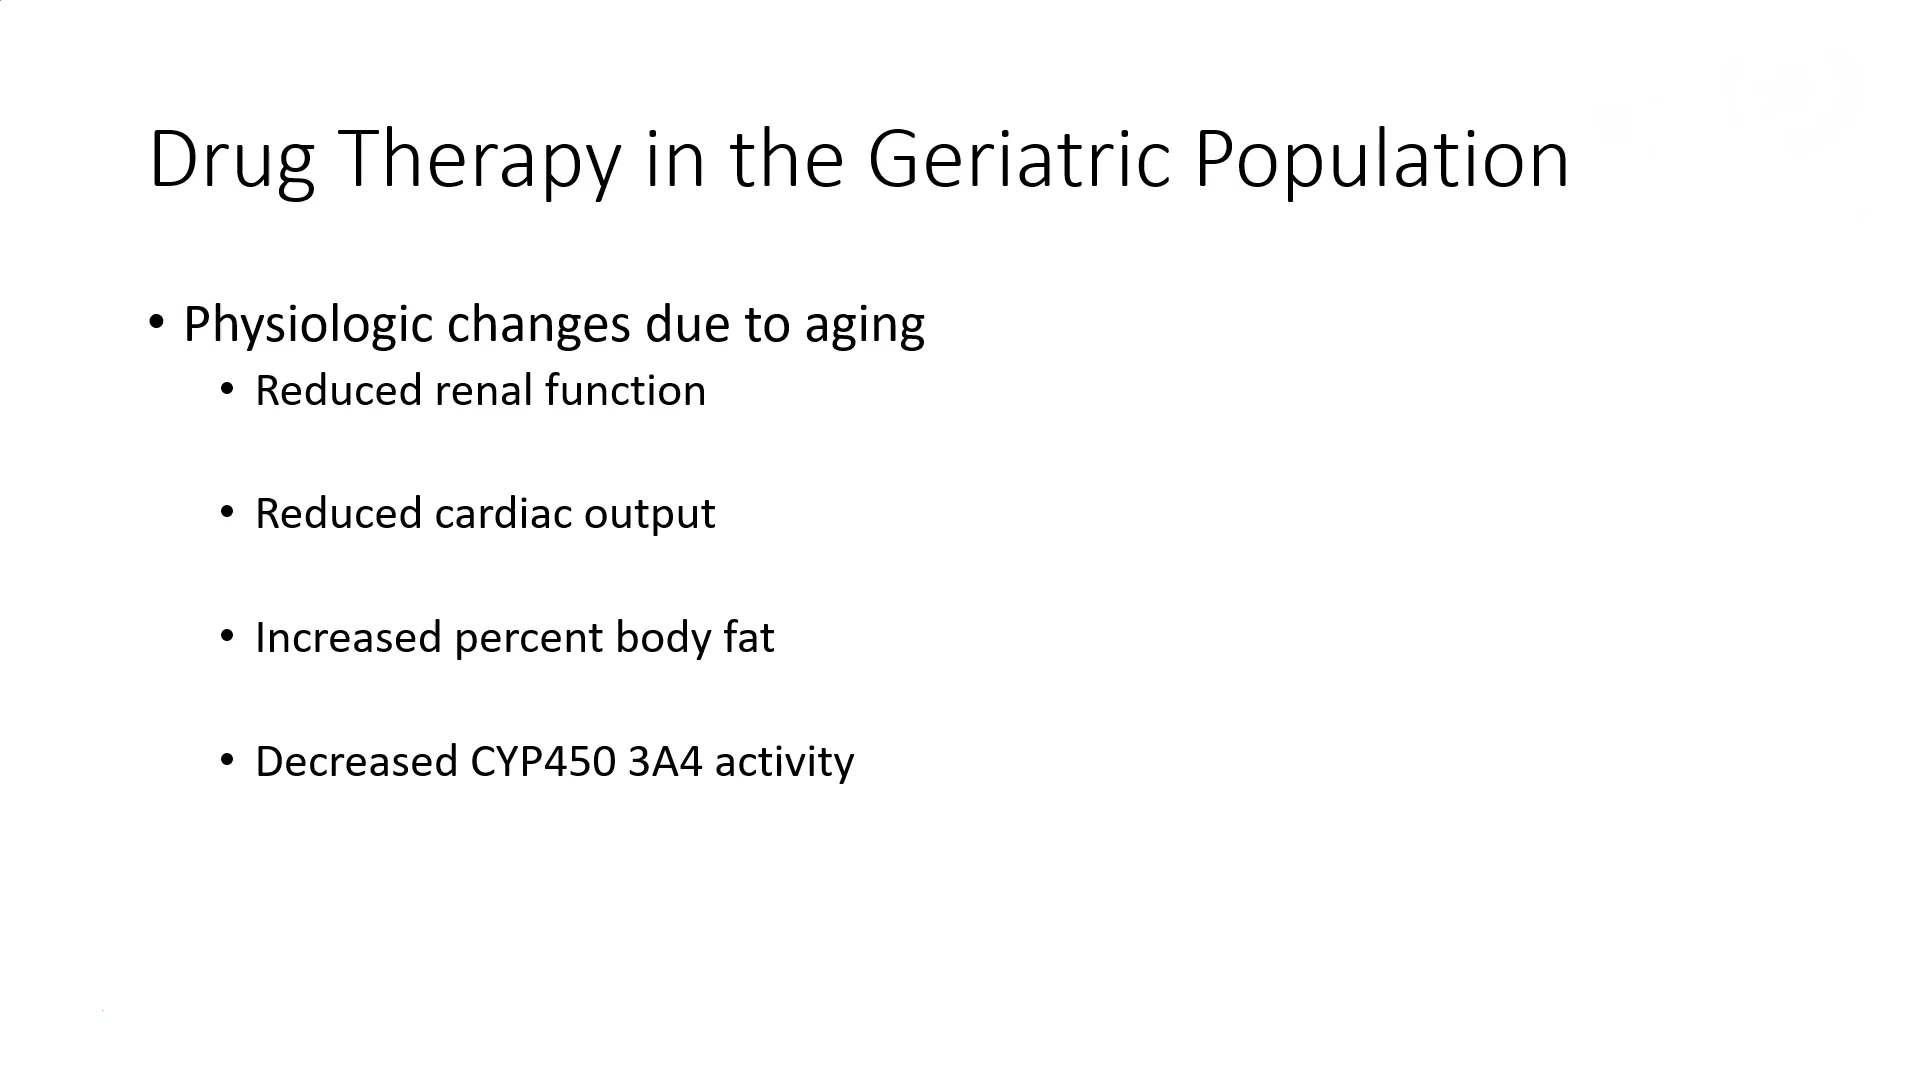 Drug Therapy in the Geriatric Population
• Physiologic changes due to aging
• Reduced renal function
• Reduced cardiac output
• Increased percent body fat
• Decreased CYP450 3A4 activity